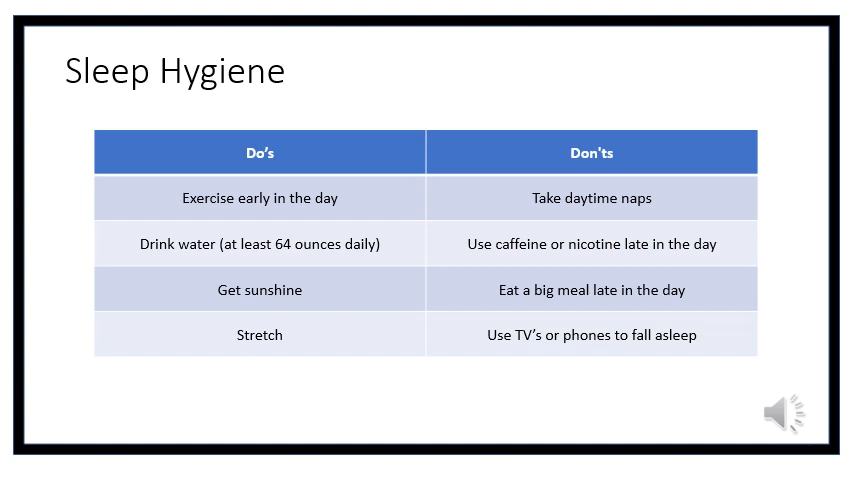 Sleep Hygiene
Do’s
Don'ts
Exercise early in the day
Take daytime naps
Drink water (at least 64 ounces daily)
Use caffeine or nicotine late in the day
Get sunshine
Eat a big meal late in the day
Stretch
Use TV’s or phones to fall asleep